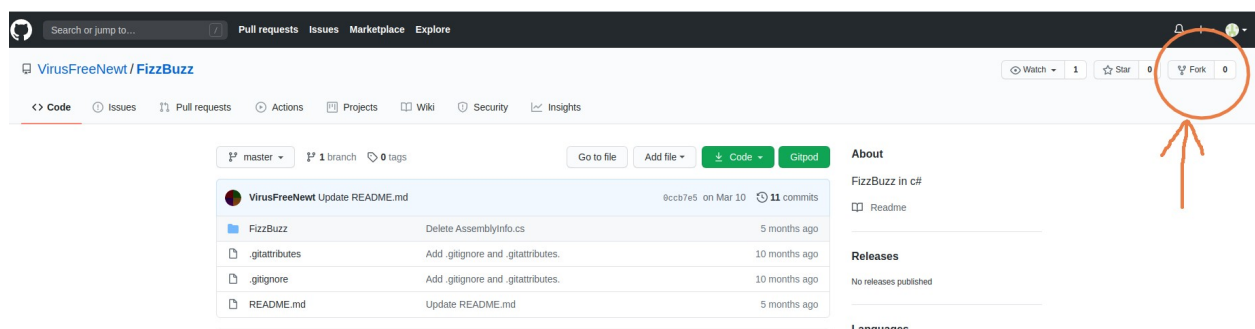 Search or jump to... / Pull requests Issues Marketplace Explore
VirusFreeNewt / FizzBuzz
Watch 1 Star 0 Fork 0
<> Code Issues Pull requests Actions Projects Wiki Security Insights
master 1 branch 0 tags Go to file Add file Code Gitpod
VirusFreeNewt Update README.md 0ccb7e5 on Mar 10 11 commits
FizzBuzz Delete AssemblyInfo.cs 5 months ago
.gitattributes Add .gitignore and .gitattributes. 10 months ago
.gitignore Add .gitignore and .gitattributes. 10 months ago
README.md Update README.md 5 months ago
About
FizzBuzz in c#
Readme
Releases
No releases published
Languages